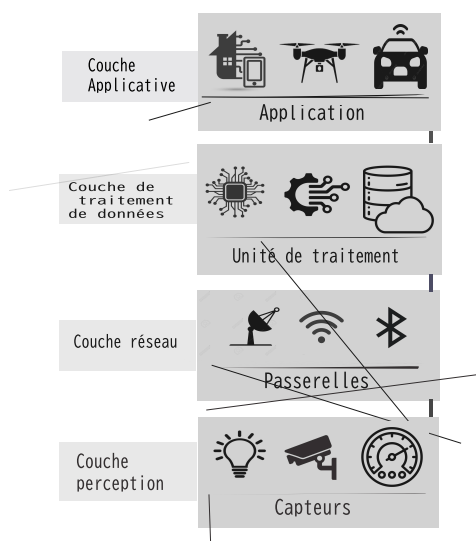 Couche
Applicative
Application
Couche de
traitement
de données
Unité de traitement
Couche réseau
Passerelles
Couche
perception
Capteurs